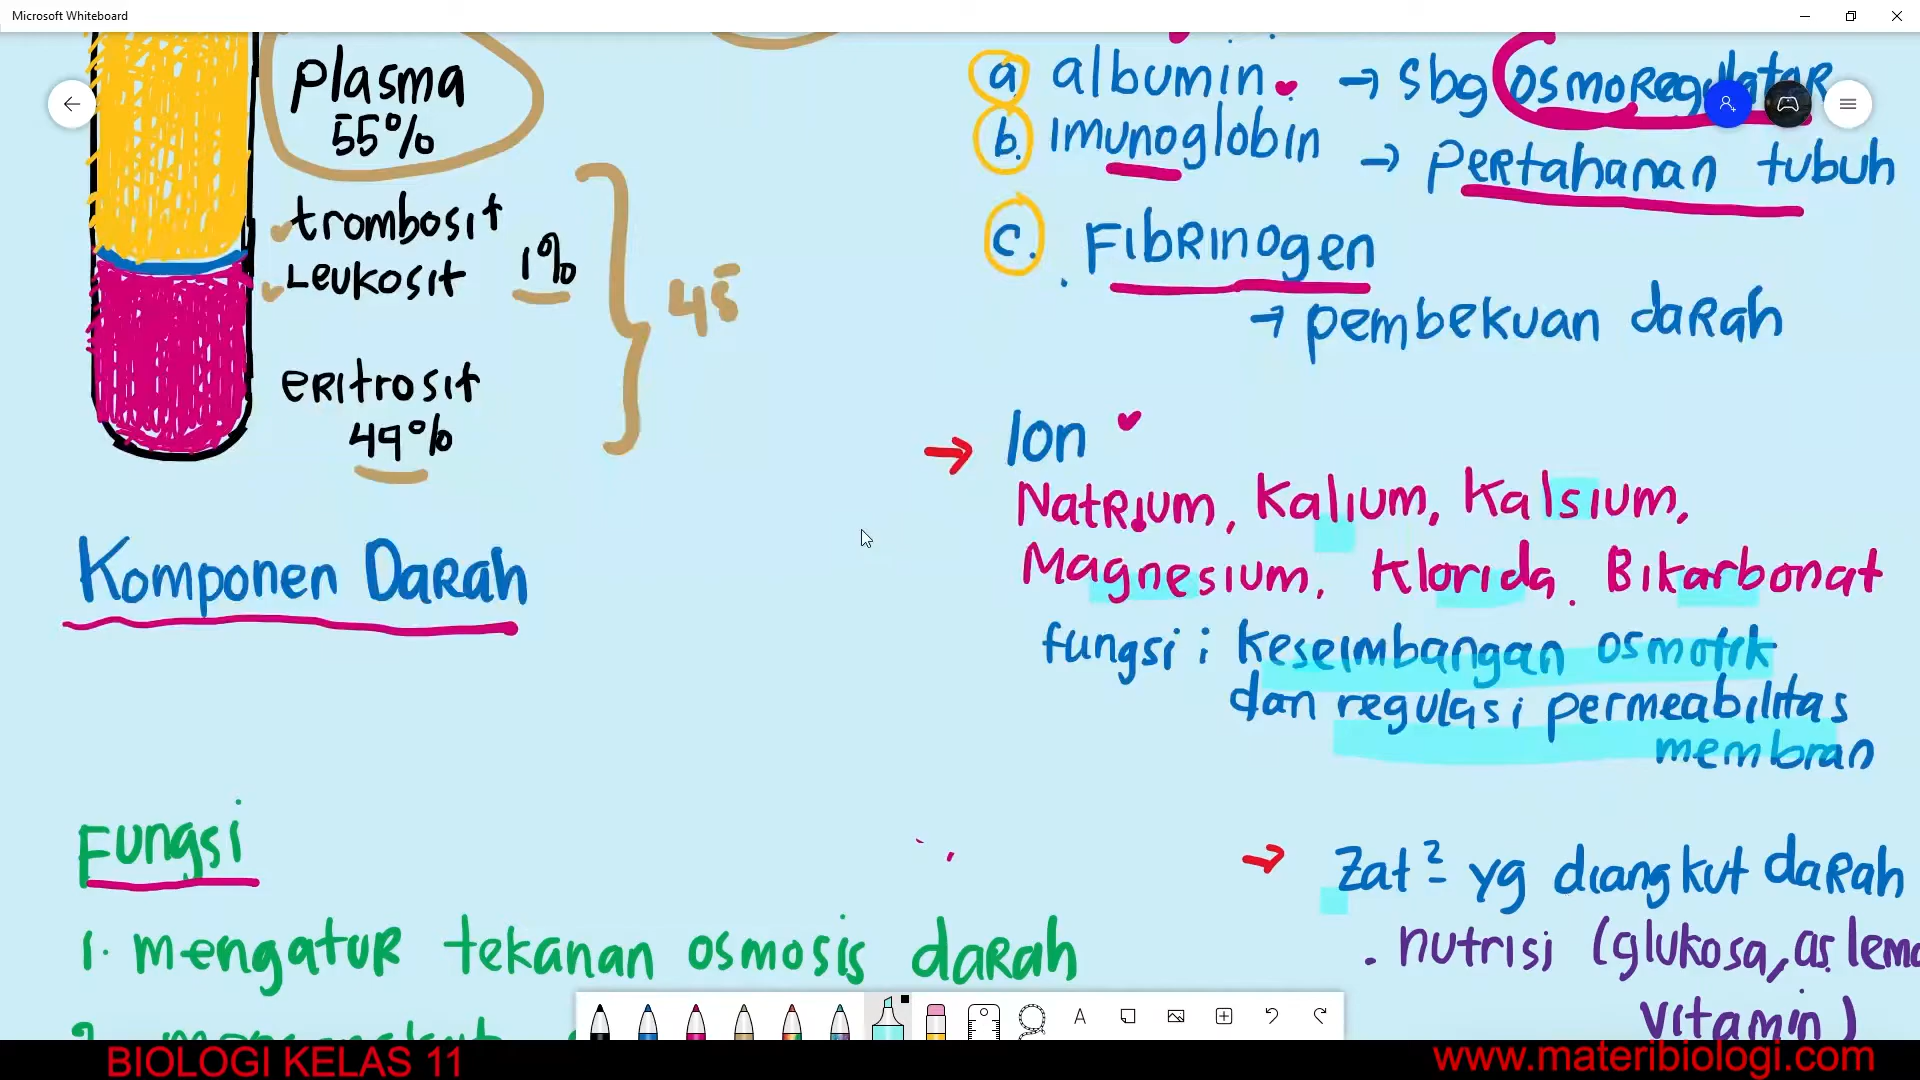 Microsoft Whiteboard
Plasma
55%
trombosit
Leukosit
1%
45
eritrosit
49%
Komponen Darah
Fungsi
1. mengatur tekanan osmosis darah
a. albumin. → sbg osmoregulator
b. Imunoglobin → pertahanan tubuh
c. Fibrinogen
→ pembekuan darah
→ Ion
Natrium, Kalium, Kalsium,
Magnesium, Klorida. Bikarbonat
fungsi : keseimbangan osmotik
dan regulasi permeabilitas
membran
→ Zat² yg diangkut darah
. nutrisi (glukosa, as lema
vitamin)
BIOLOGI KELAS 11
www.materibiologi.com